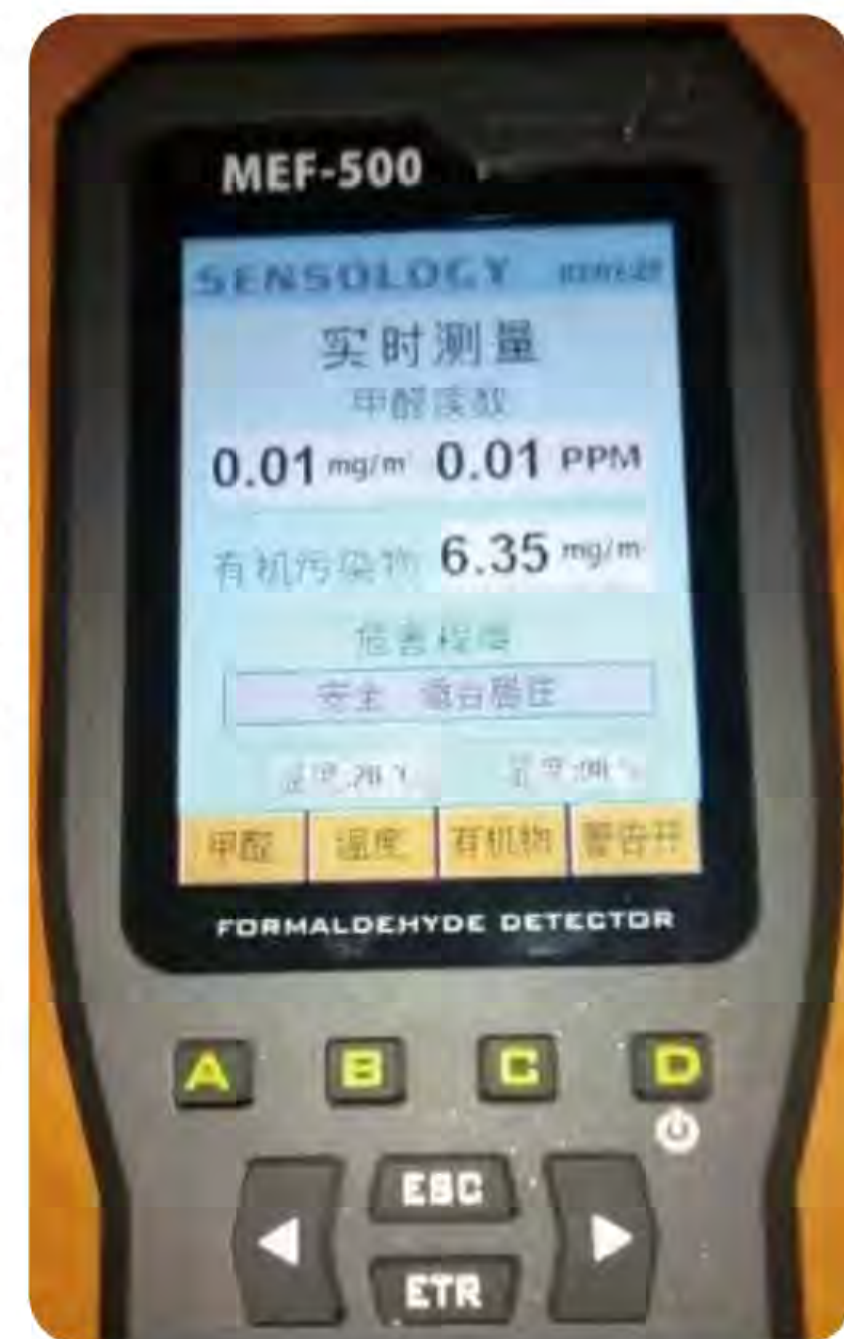 MEF-500
SENSOLOGY
实时测量
甲醛读数
0.01 mg/m 0.01 PPM
有机污染物 6.35 mg/m
危害程度
安全 适合居住
甲醛 温度 有机物 警告开
FORMALDEHYDE DETECTOR
A B C D
ESC
ETR